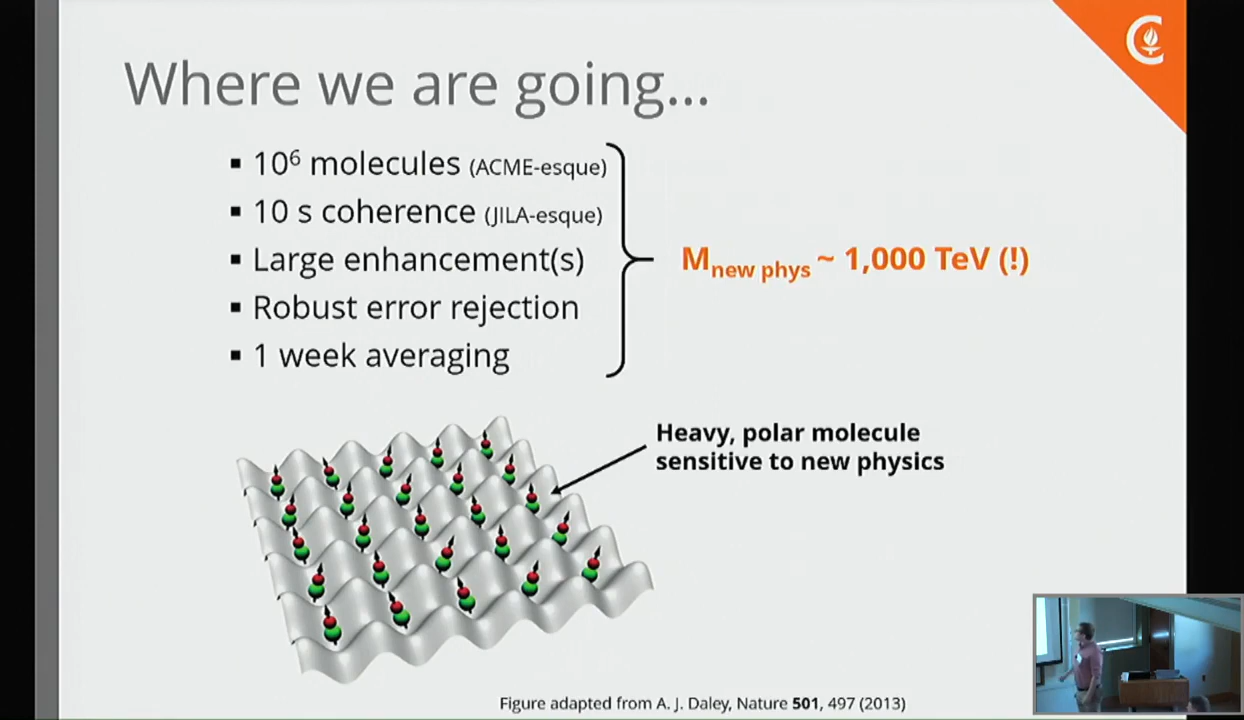 Where we are going...
▪ 10⁶ molecules (ACME-esque)
▪ 10 s coherence (JILA-esque)
▪ Large enhancement(s)
▪ Robust error rejection
▪ 1 week averaging
M_new phys ~ 1,000 TeV (!)
Heavy, polar molecule
sensitive to new physics
Figure adapted from A. J. Daley, Nature 501, 497 (2013)